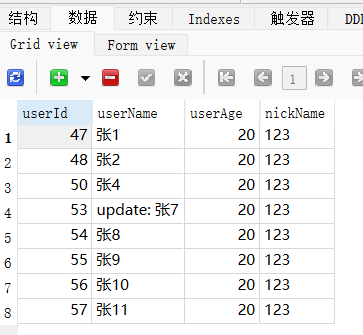 结构 数据 约束 Indexes 触发器 DD
Grid view Form view
1
userId userName userAge nickName
1 47 张1 20 123
2 48 张2 20 123
3 50 张4 20 123
4 53 update: 张7 20 123
5 54 张8 20 123
6 55 张9 20 123
7 56 张10 20 123
8 57 张11 20 123